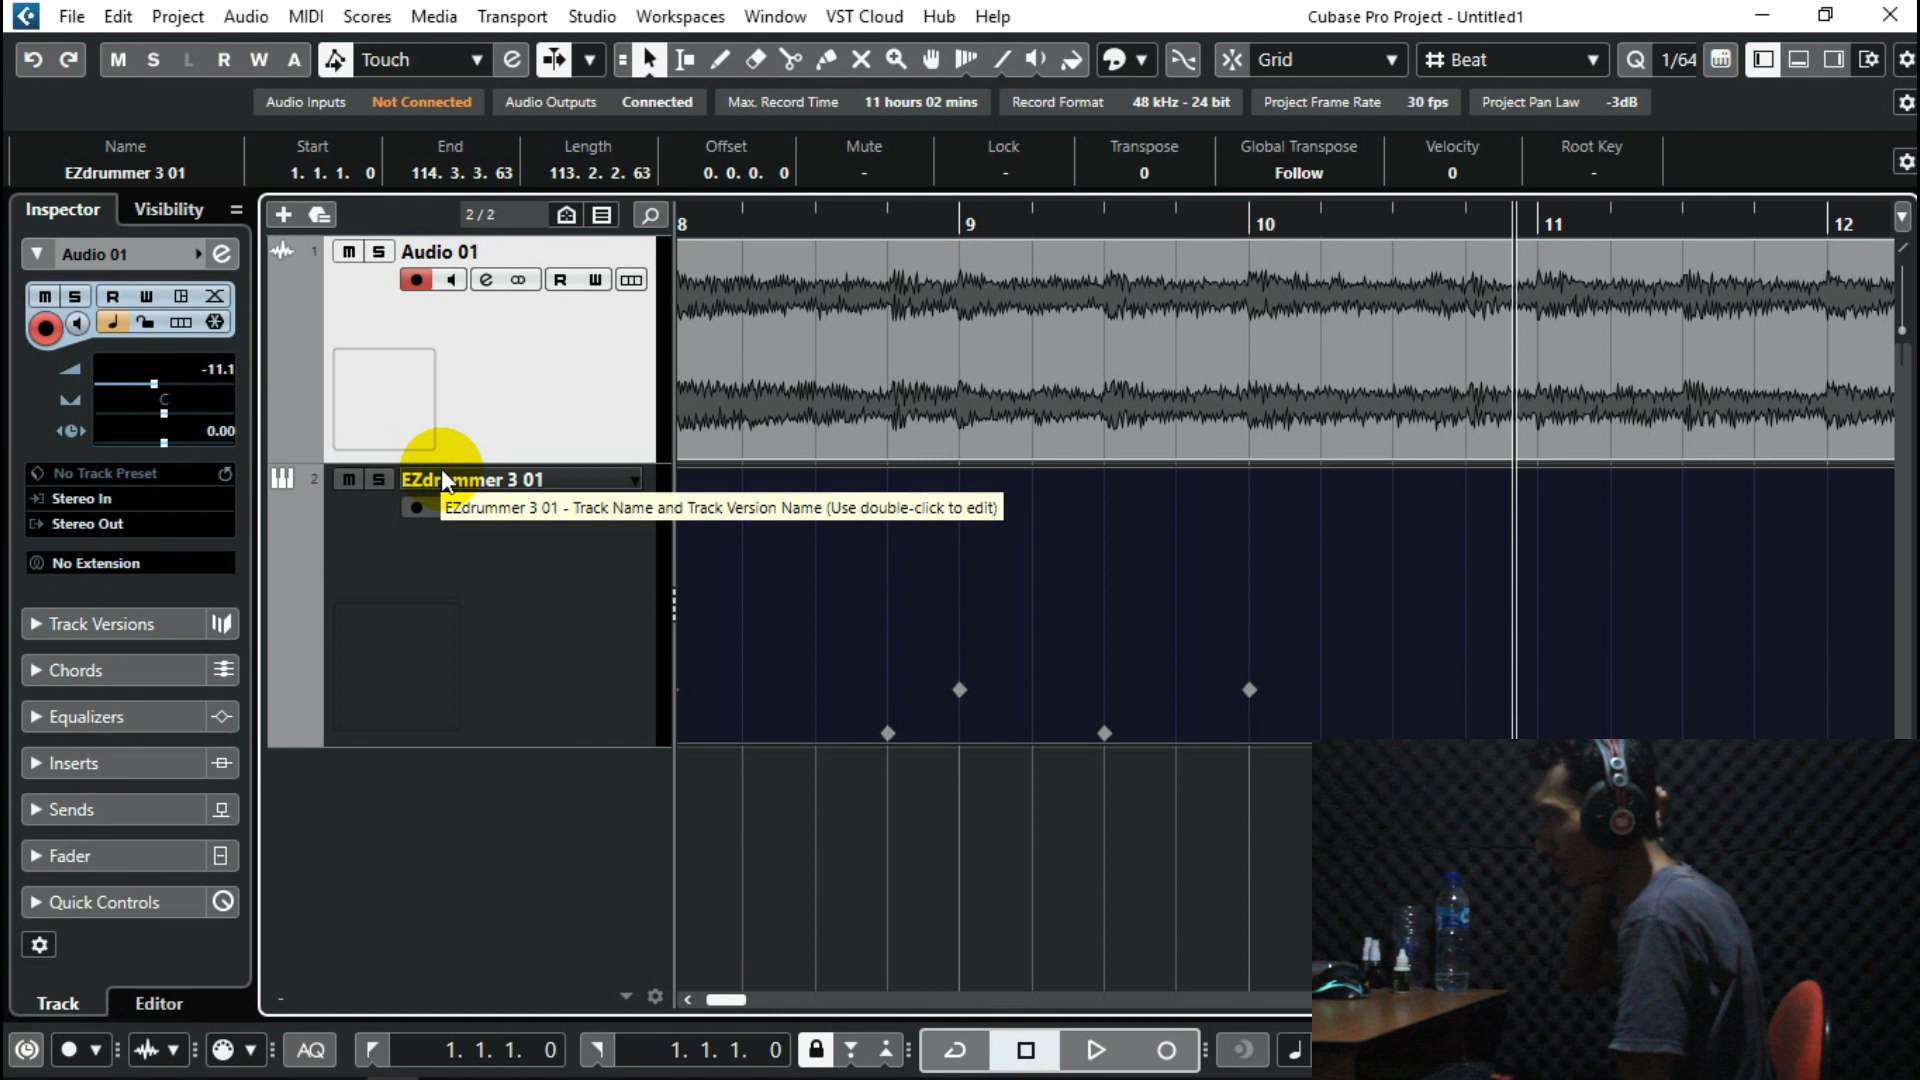 File Edit Project Audio MIDI Scores Media Transport Studio Workspaces Window VST Cloud Hub Help
Cubase Pro Project - Untitled1
M S L R W A Touch Grid Beat Q 1/64
Audio Inputs Not Connected Audio Outputs Connected Max. Record Time 11 hours 02 mins Record Format 48 kHz - 24 bit Project Frame Rate 30 fps Project Pan Law -3dB
Name Start End Length Offset Mute Lock Transpose Global Transpose Velocity Root Key
EZdrummer 3 01 1. 1. 1. 0 114. 3. 3. 63 113. 2. 2. 63 0. 0. 0. 0 - - 0 Follow 0 -
Inspector Visibility
2 / 2
8 9 10 11 12
Audio 01
m S R W
-11.1
C
0.00
No Track Preset
Stereo In
Stereo Out
No Extension
Track Versions
Chords
Equalizers
Inserts
Sends
Fader
Quick Controls
Track Editor
1 m S Audio 01
R W
2 m S EZdrummer 3 01
EZdrummer 3 01 - Track Name and Track Version Name (Use double-click to edit)
AQ 1. 1. 1. 0 1. 1. 1. 0